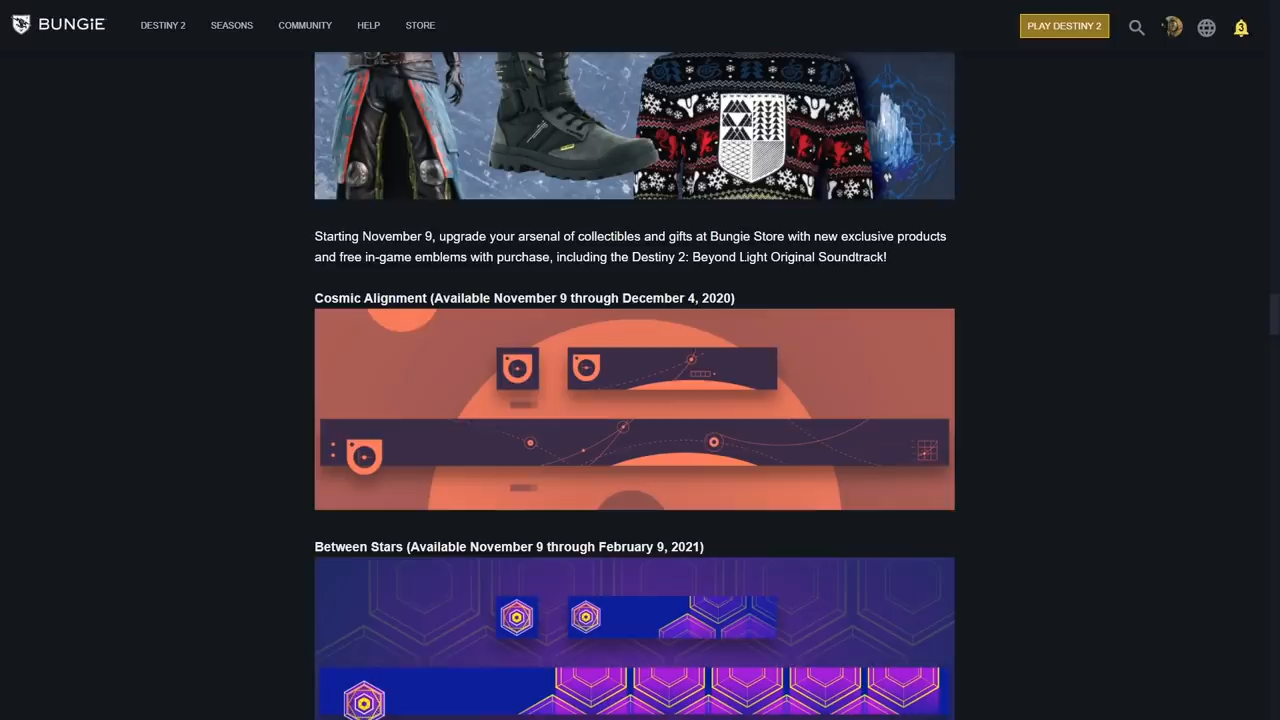 BUNGiE
DESTINY 2
SEASONS
COMMUNITY
HELP
STORE
PLAY DESTINY 2
3
Starting November 9, upgrade your arsenal of collectibles and gifts at Bungie Store with new exclusive products
and free in-game emblems with purchase, including the Destiny 2: Beyond Light Original Soundtrack!
Cosmic Alignment (Available November 9 through December 4, 2020)
Between Stars (Available November 9 through February 9, 2021)